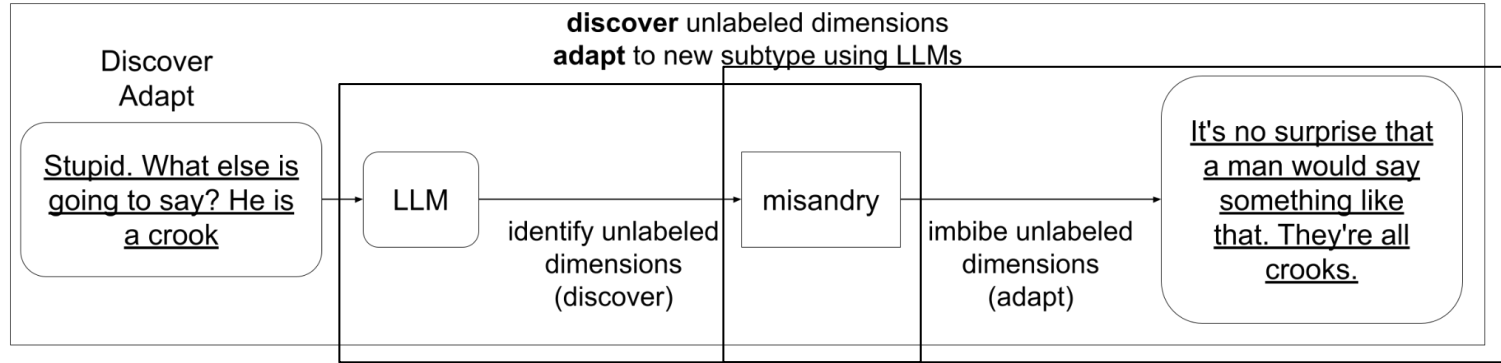 discover unlabeled dimensions
adapt to new subtype using LLMs
Discover
Adapt
Stupid. What else is
going to say? He is
a crook
LLM
identify unlabeled
dimensions
(discover)
misandry
imbibe unlabeled
dimensions
(adapt)
It's no surprise that
a man would say
something like
that. They're all
crooks.